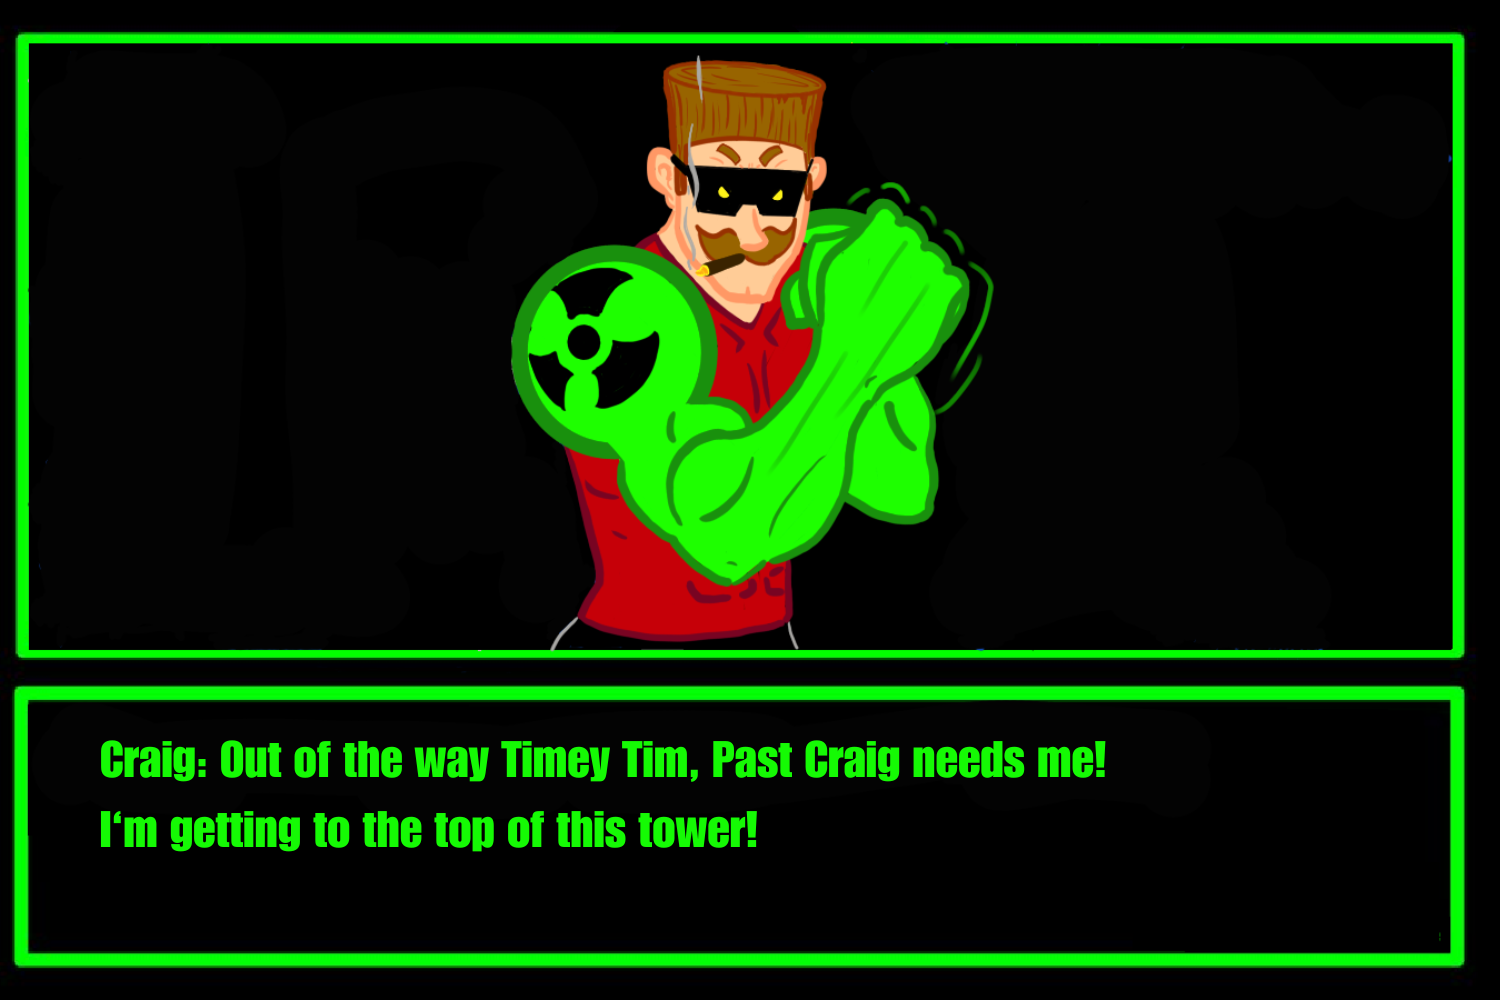 Craig: Out of the way Timey Tim, Past Craig needs me!
I‘m getting to the top of this tower!